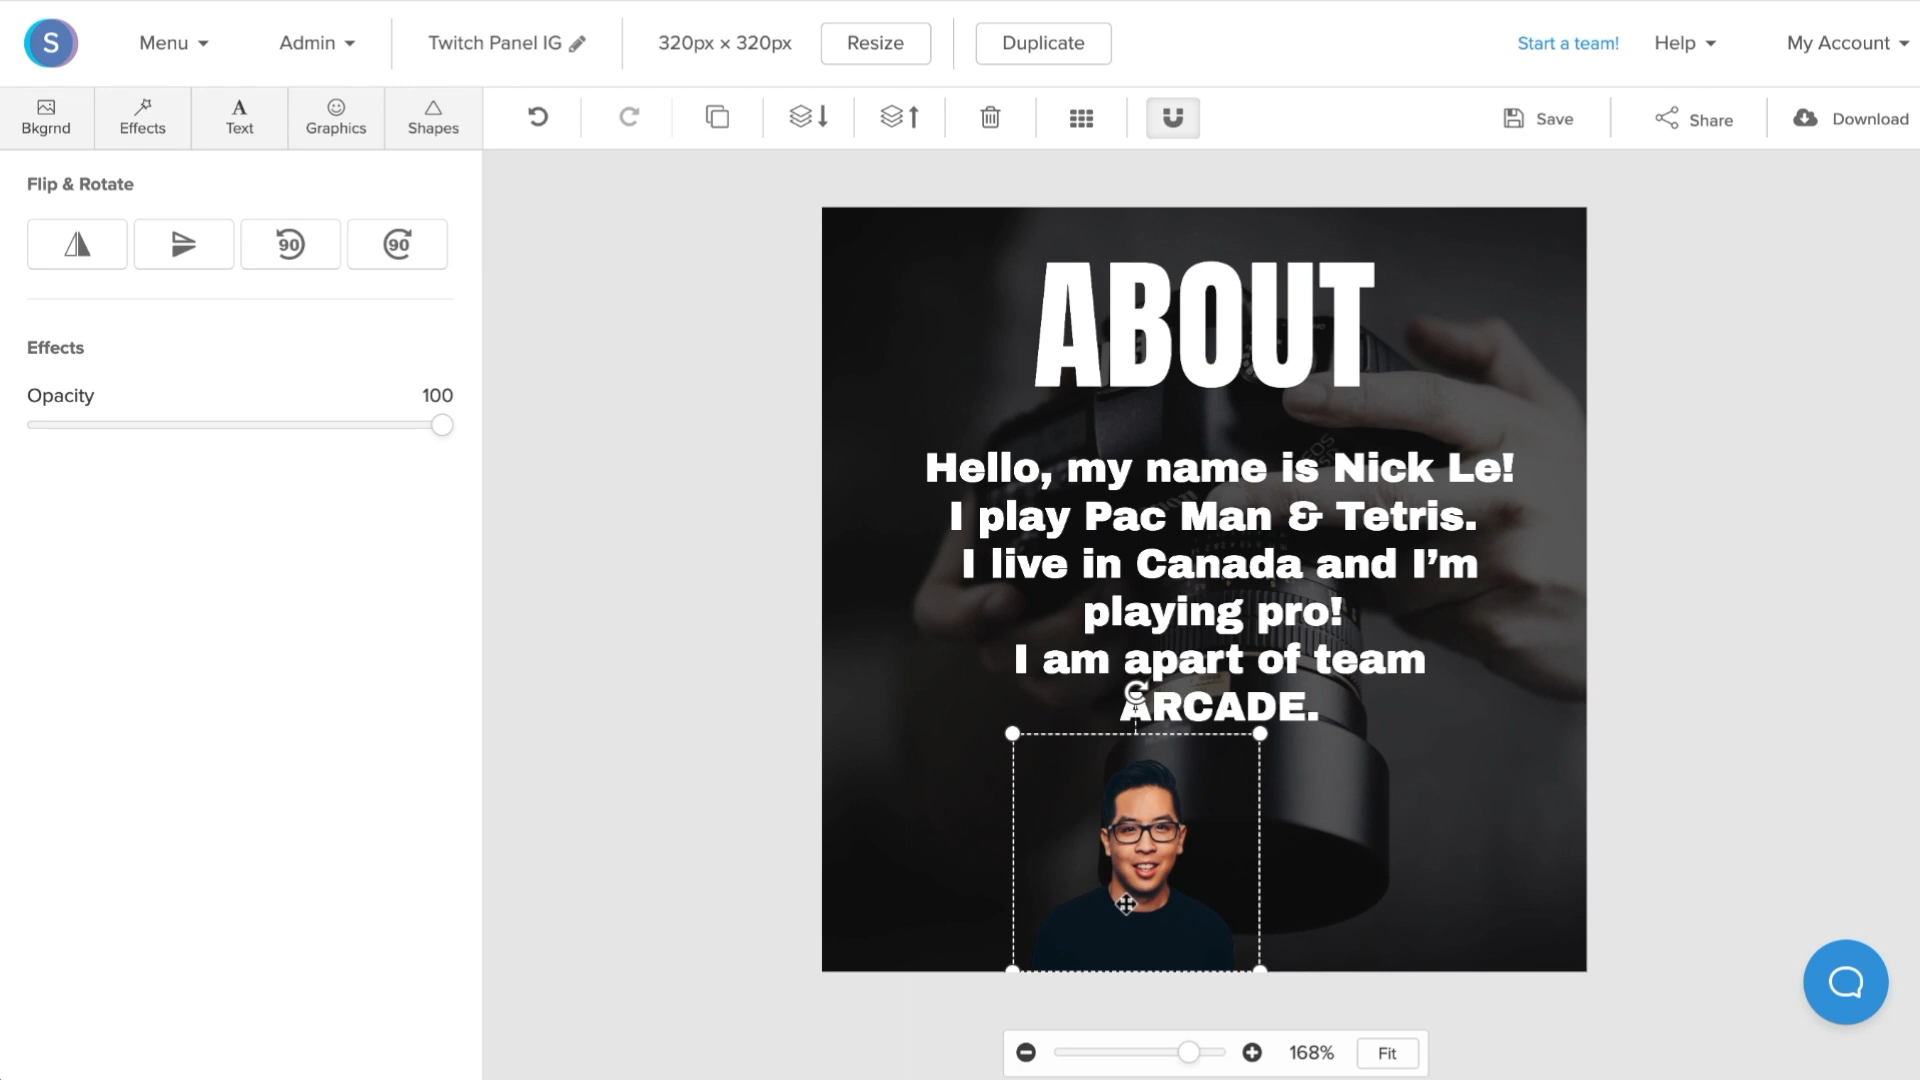 S
Menu
Admin
Twitch Panel IG
320px × 320px
Resize
Duplicate
Start a team!
Help
My Account
Bkgrnd
Effects
Text
Graphics
Shapes
Save
Share
Download
Flip & Rotate
90
90
Effects
Opacity
100
ABOUT
Hello, my name is Nick Le!
I play Pac Man & Tetris.
I live in Canada and I’m
playing pro!
I am apart of team
ARCADE.
168%
Fit